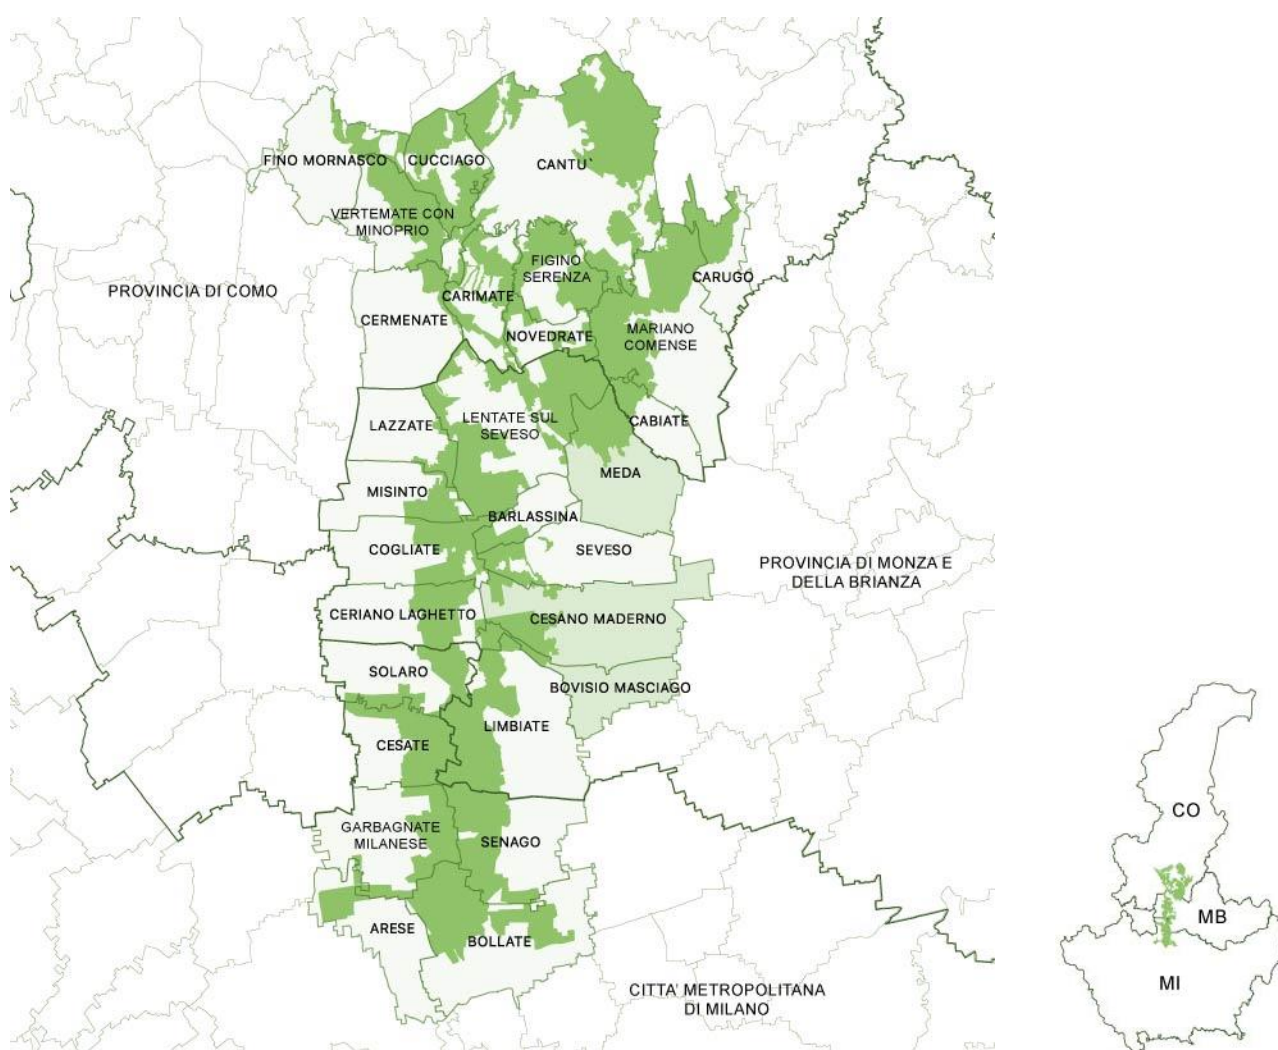 FINO MORNASCO
CUCCIAGO
CANTU`
VERTEMATE CON
MINOPRIO
FIGINO
SERENZA
CARUGO
PROVINCIA DI COMO
CARIMATE
CERMENATE
NOVEDRATE
MARIANO
COMENSE
LAZZATE
LENTATE SUL
SEVESO
CABIATE
MEDA
MISINTO
BARLASSINA
COGLIATE
SEVESO
PROVINCIA DI MONZA E
DELLA BRIANZA
CERIANO LAGHETTO
CESANO MADERNO
SOLARO
BOVISIO MASCIAGO
LIMBIATE
CESATE
GARBAGNATE
MILANESE
SENAGO
ARESE
BOLLATE
CITTA' METROPOLITANA
DI MILANO
CO
MB
MI